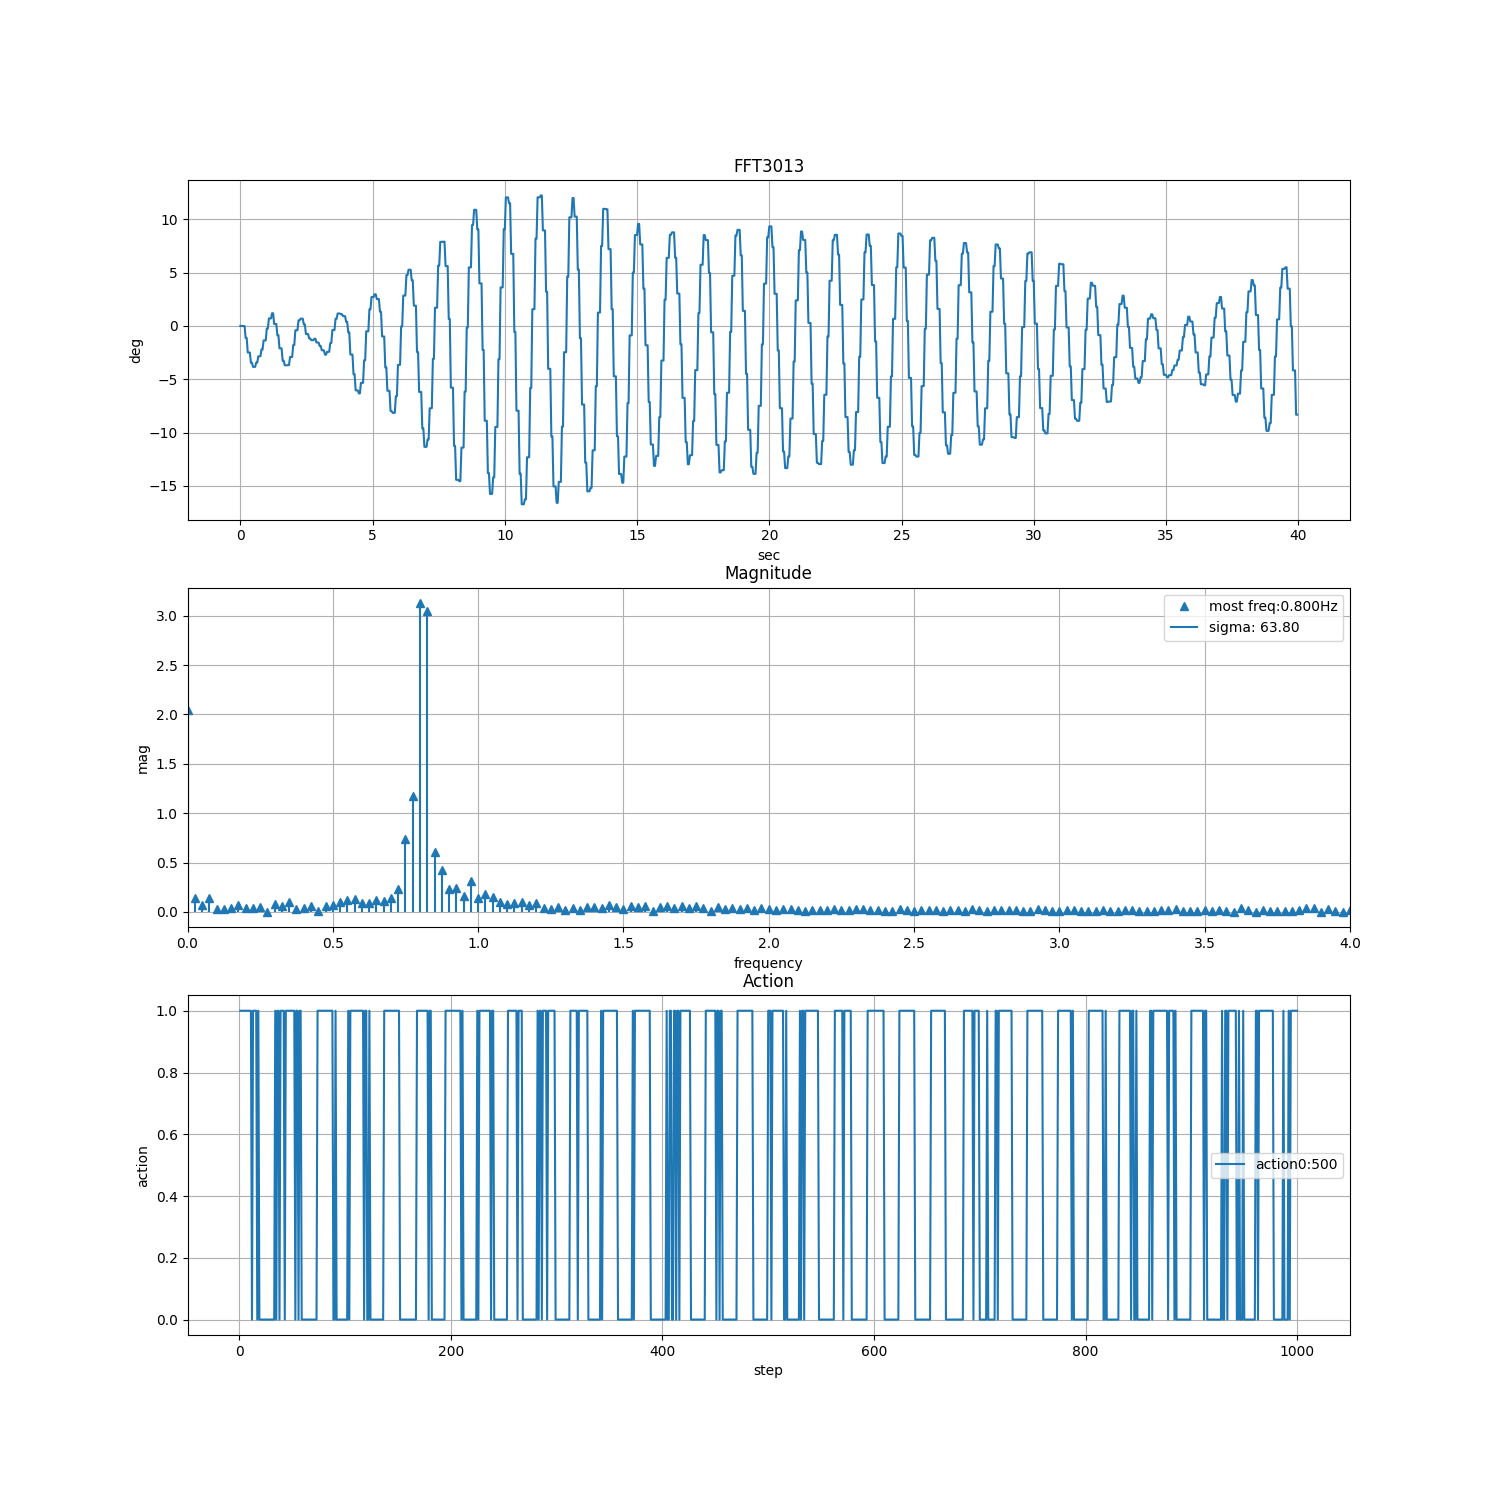 FFT3013
deg
10
5
0
−5
−10
−15
0 5 10 15 20 25 30 35 40
sec
Magnitude
mag
3.0
2.5
2.0
1.5
1.0
0.5
0.0
most freq:0.800Hz
sigma: 63.80
0.0 0.5 1.0 1.5 2.0 2.5 3.0 3.5 4.0
frequency
Action
action
1.0
0.8
0.6
0.4
0.2
0.0
action0:500
0 200 400 600 800 1000
step